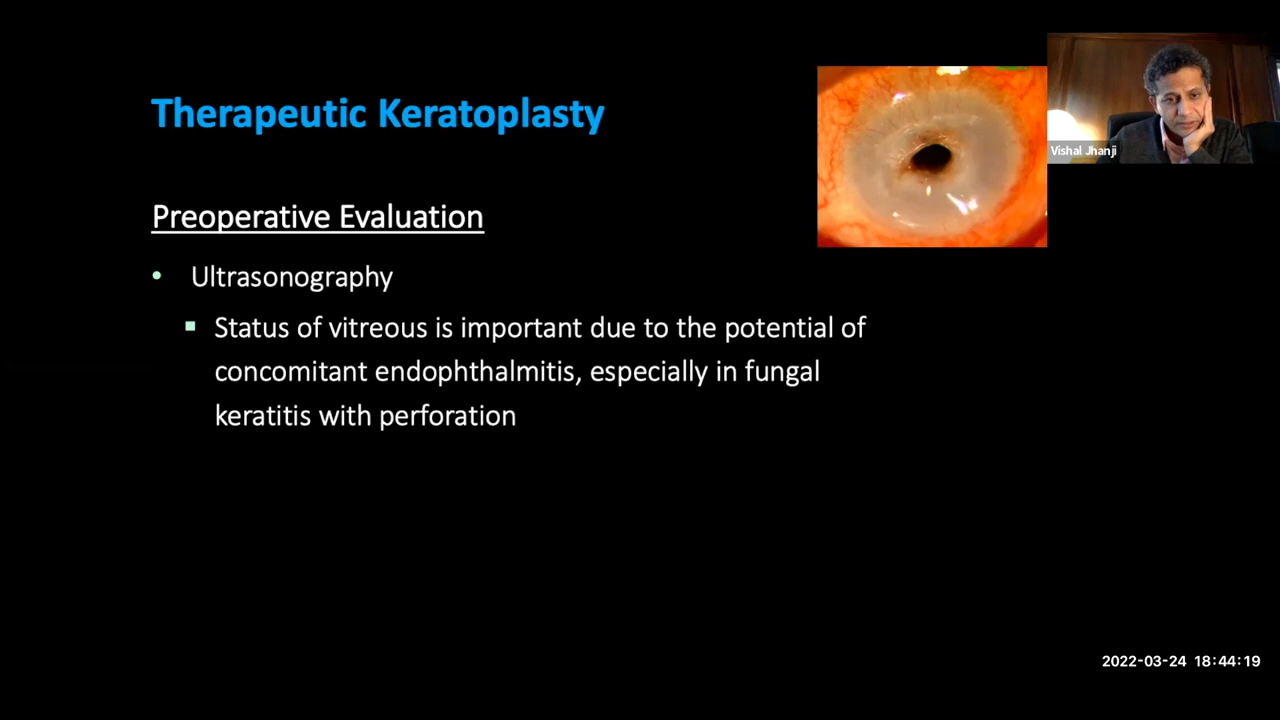 Therapeutic Keratoplasty
Vishal Jhanji
Preoperative Evaluation
• Ultrasonography
▪ Status of vitreous is important due to the potential of
concomitant endophthalmitis, especially in fungal
keratitis with perforation
2022-03-24 18:44:19